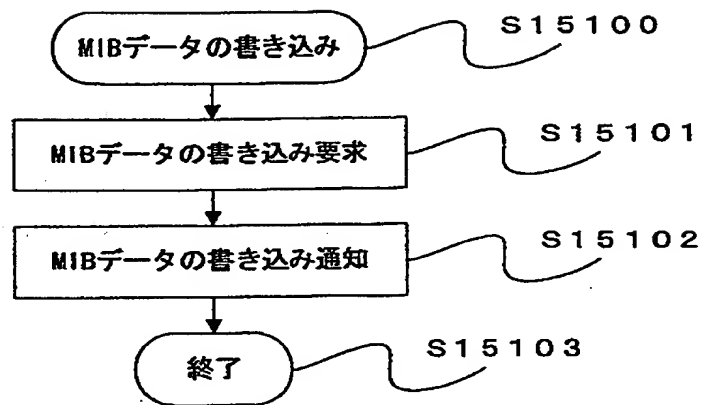 MIBデータの書き込み
S15100
MIBデータの書き込み要求
S15101
MIBデータの書き込み通知
S15102
終了
S15103